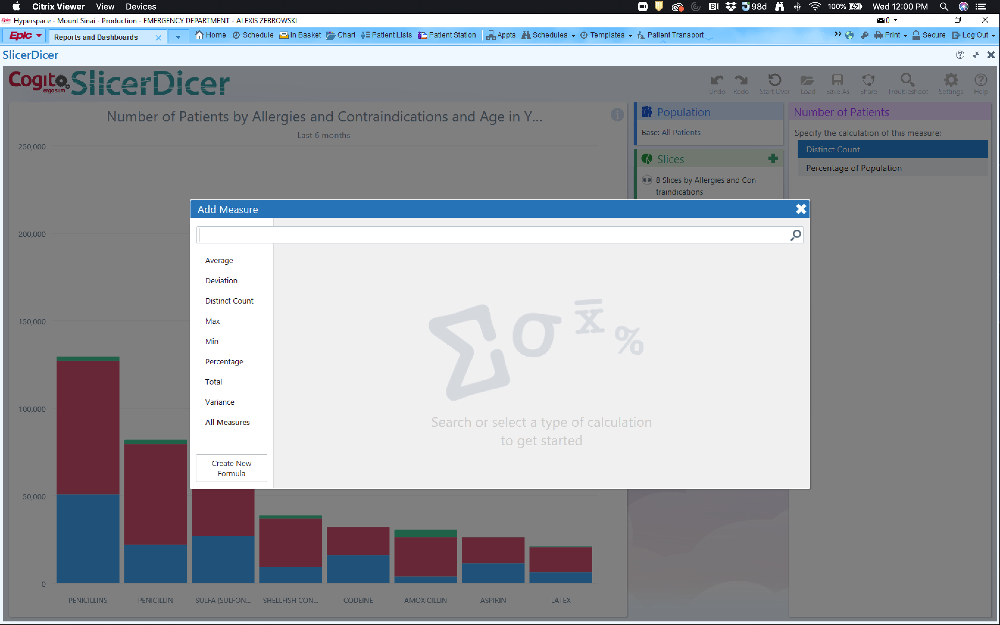 Citrix Viewer View Devices
98d 100% Wed 12:00 PM
Epic Hyperspace - Mount Sinai - Production - EMERGENCY DEPARTMENT - ALEXIS ZEBROWSKI
0
Epic Reports and Dashboards Home Schedule In Basket Chart Patient Lists Patient Station Appts Schedules Templates Patient Transport Print Secure Log Out
SlicerDicer
Cogito ergo sum SlicerDicer
Undo Redo Start Over Load Save As Share Troubleshoot Settings Help
Number of Patients by Allergies and Contraindications and Age in Y...
Last 6 months
Population
Base: All Patients
Slices
8 Slices by Allergies and Con-
traindications
Number of Patients
Specify the calculation of this measure:
Distinct Count
Percentage of Population
Add Measure
Average
Deviation
Distinct Count
Max
Min
Percentage
Total
Variance
All Measures
Create New
Formula
Σ σ x̄ %
Search or select a type of calculation
to get started
250,000
200,000
150,000
100,000
50,000
0
PENICILLINS PENICILLIN SULFA (SULFON... SHELLFISH CON... CODEINE AMOXICILLIN ASPIRIN LATEX